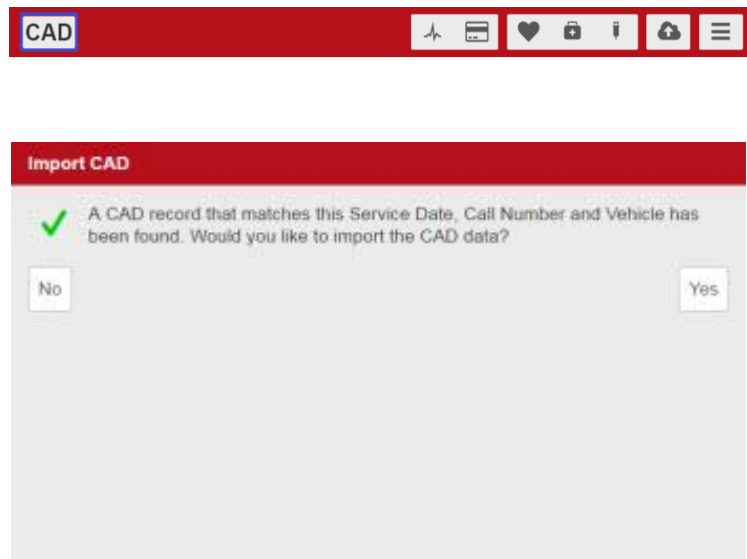 CAD
Import CAD
A CAD record that matches this Service Date, Call Number and Vehicle has
been found. Would you like to import the CAD data?
No
Yes